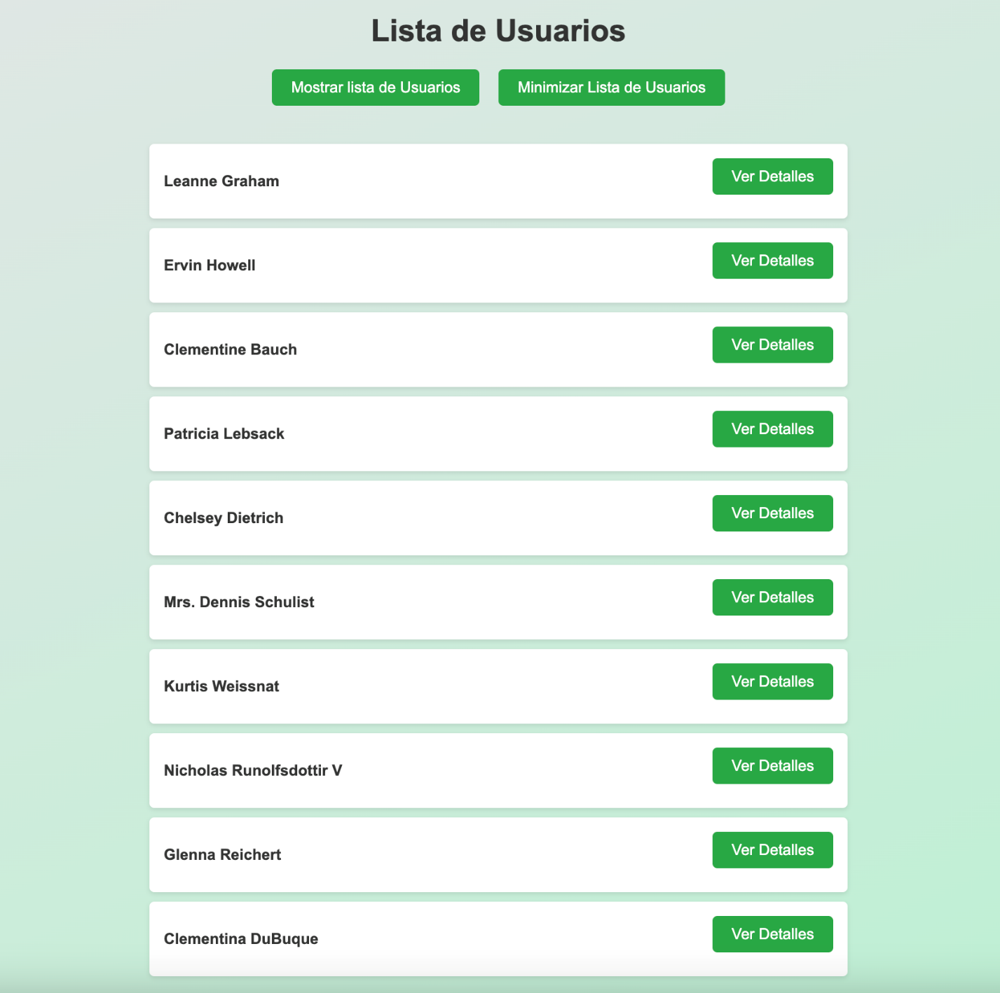 Lista de Usuarios
Mostrar lista de Usuarios
Minimizar Lista de Usuarios
Leanne Graham
Ver Detalles
Ervin Howell
Ver Detalles
Clementine Bauch
Ver Detalles
Patricia Lebsack
Ver Detalles
Chelsey Dietrich
Ver Detalles
Mrs. Dennis Schulist
Ver Detalles
Kurtis Weissnat
Ver Detalles
Nicholas Runolfsdottir V
Ver Detalles
Glenna Reichert
Ver Detalles
Clementina DuBuque
Ver Detalles